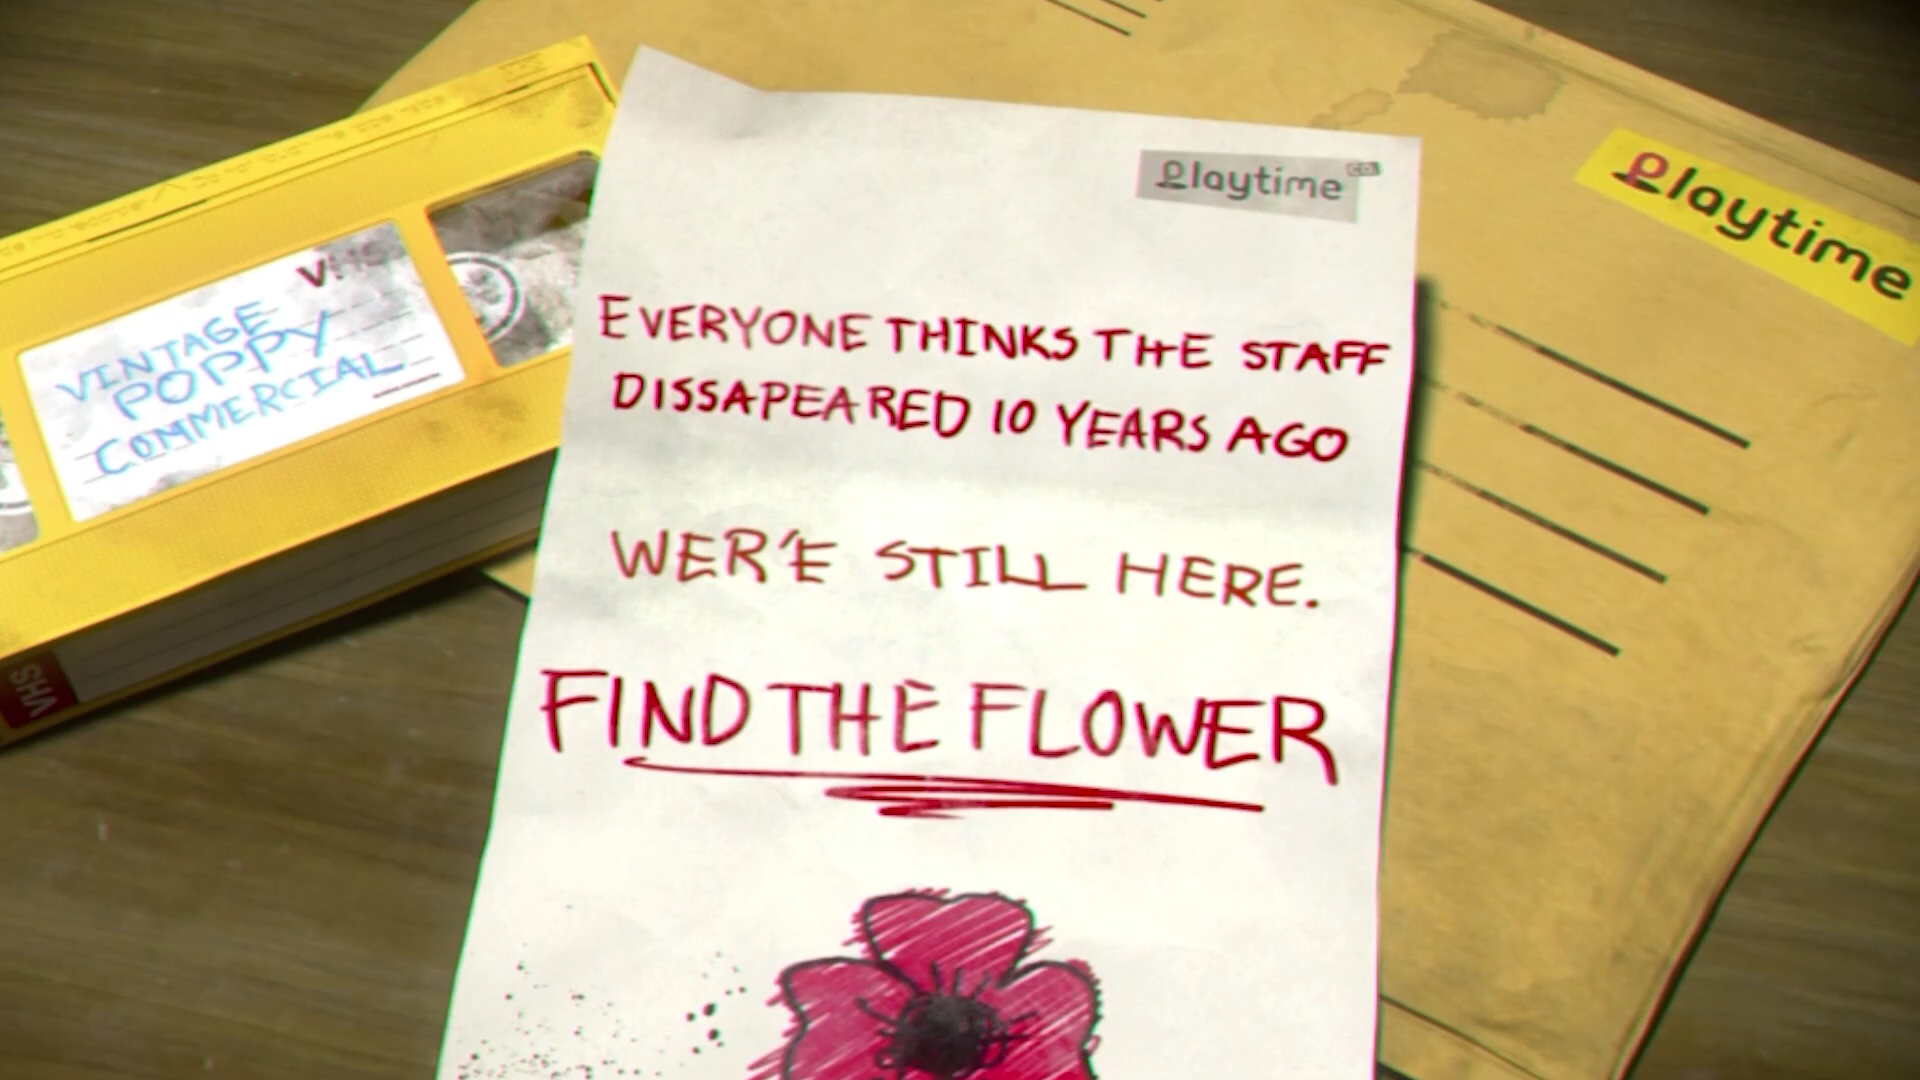 Playtime CO.
EVERYONE THINKS THE STAFF
DISSAPEARED 10 YEARS AGO
WER'E STILL HERE.
FIND THE FLOWER
VINTAGE
POPPY
COMMERCIAL
VHS
Playtime